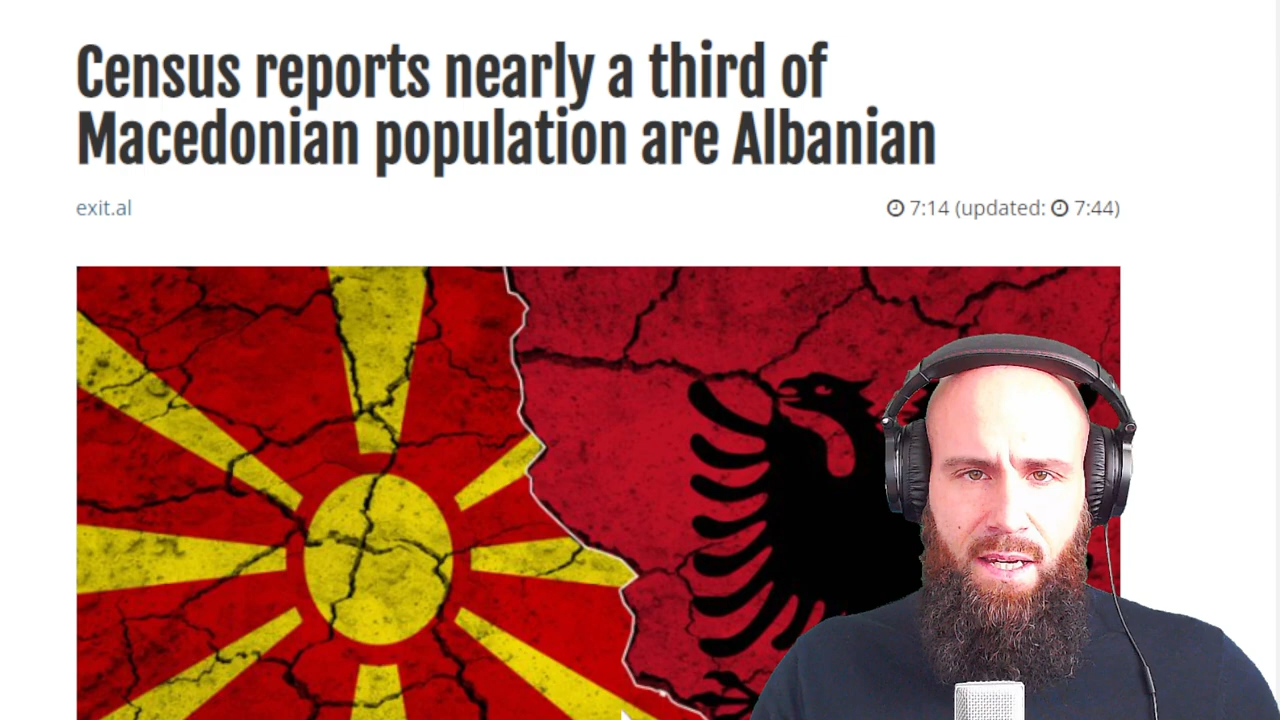 Census reports nearly a third of
Macedonian population are Albanian
exit.al 7:14 (updated: 7:44)